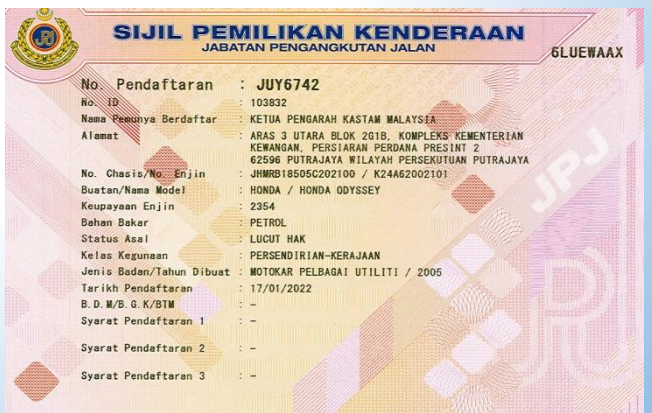 SIJIL PEMILIKAN KENDERAAN
JABATAN PENGANGKUTAN JALAN
6LUEWAAX
No. Pendaftaran : JUY6742
No. ID : 103832
Nama Pemunya Berdaftar : KETUA PENGARAH KASTAM MALAYSIA
Alamat : ARAS 3 UTARA BLOK 2G1B, KOMPLEKS KEMENTERIAN
KEWANGAN, PERSIARAN PERDANA PRESINT 2
62596 PUTRAJAYA WILAYAH PERSEKUTUAN PUTRAJAYA
No. Chasis/No. Enjin : JHMRB18505C202100 / K24A62002101
Buatan/Nama Model : HONDA / HONDA ODYSSEY
Keupayaan Enjin : 2354
Bahan Bakar : PETROL
Status Asal : LUCUT HAK
Kelas Kegunaan : PERSENDIRIAN-KERAJAAN
Jenis Badan/Tahun Dibuat : MOTOKAR PELBAGAI UTILITI / 2005
Tarikh Pendaftaran : 17/01/2022
B.D.M/B.G.K/BTM : -
Syarat Pendaftaran 1 : -
Syarat Pendaftaran 2 : -
Syarat Pendaftaran 3 : -
JPJ